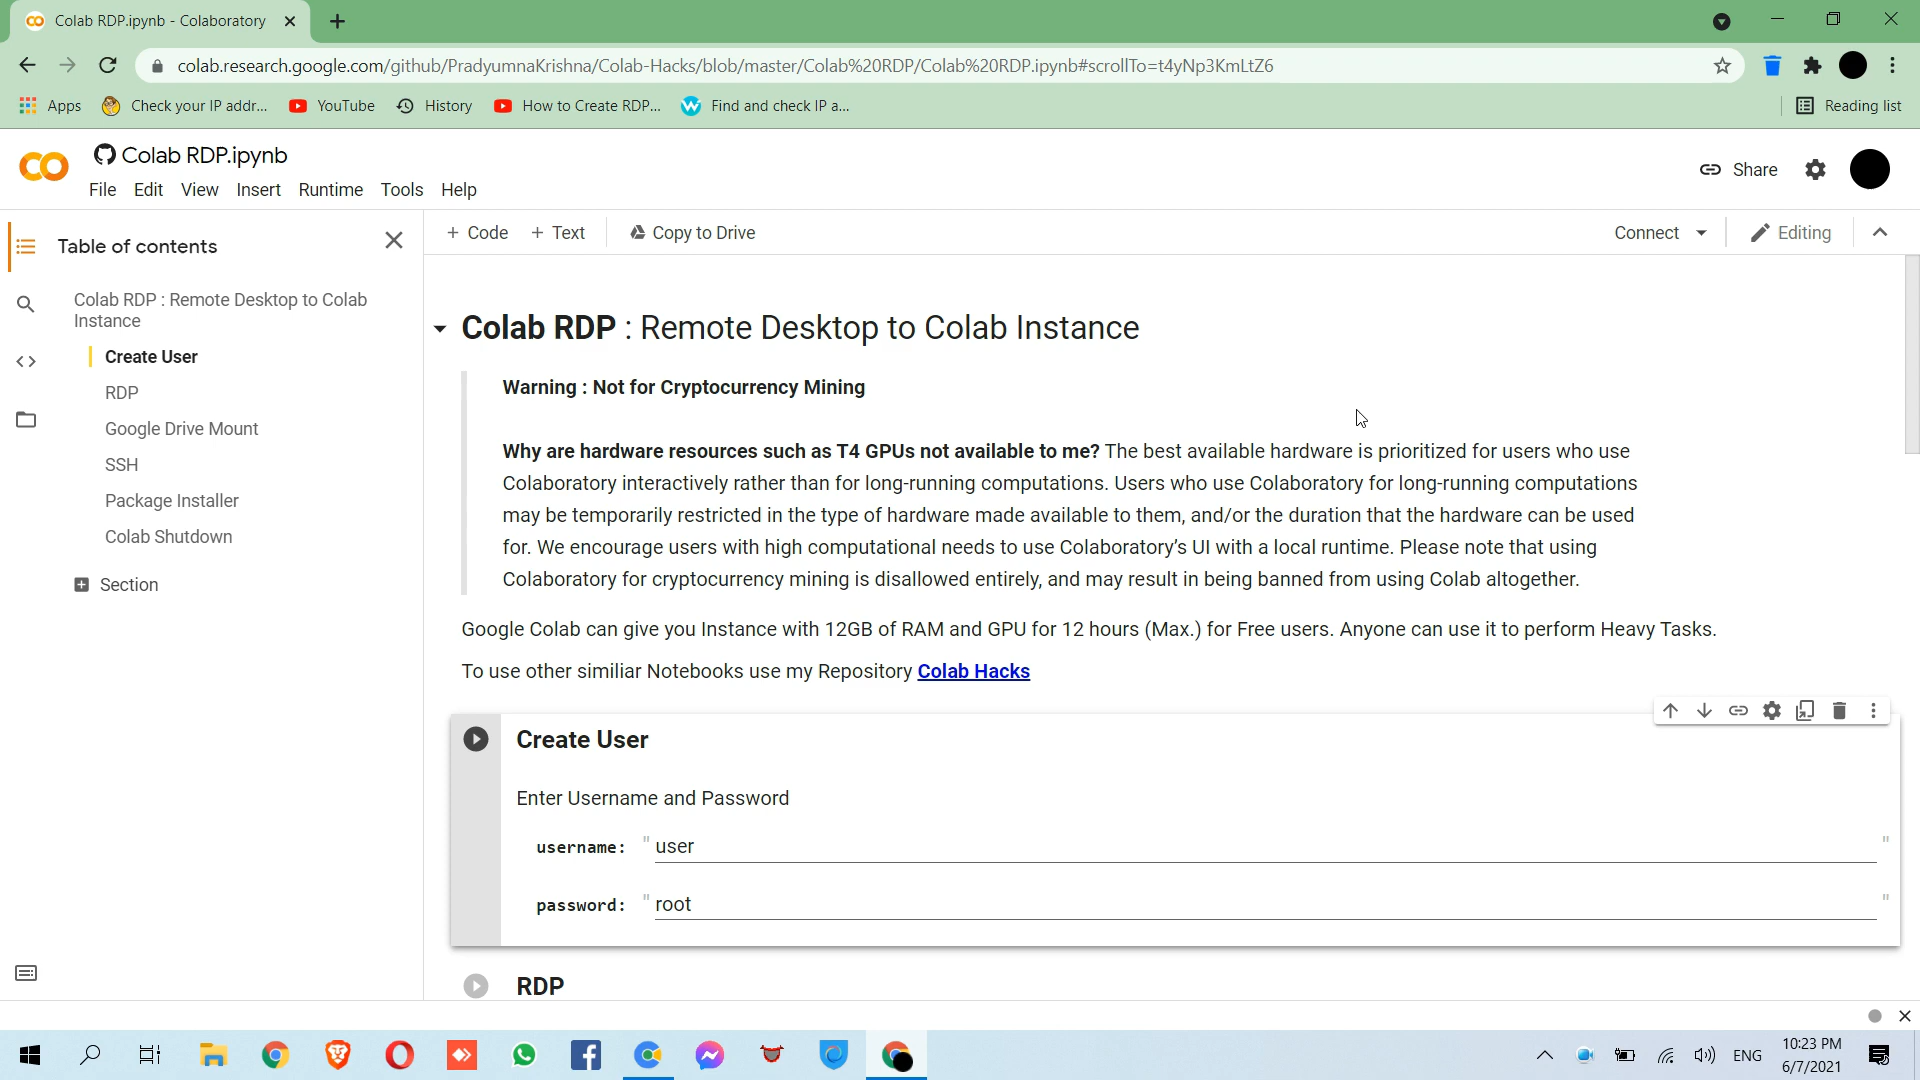 Colab RDP.ipynb - Colaboratory
colab.research.google.com/github/PradyumnaKrishna/Colab-Hacks/blob/master/Colab%20RDP/Colab%20RDP.ipynb#scrollTo=t4yNp3KmLtZ6
Apps Check your IP addr... YouTube History How to Create RDP... Find and check IP a... Reading list
Colab RDP.ipynb
File Edit View Insert Runtime Tools Help
Share
Table of contents
+ Code + Text Copy to Drive
Connect Editing
Colab RDP : Remote Desktop to Colab
Instance
Create User
RDP
Google Drive Mount
SSH
Package Installer
Colab Shutdown
Section
Colab RDP : Remote Desktop to Colab Instance
Warning : Not for Cryptocurrency Mining
Why are hardware resources such as T4 GPUs not available to me? The best available hardware is prioritized for users who use
Colaboratory interactively rather than for long-running computations. Users who use Colaboratory for long-running computations
may be temporarily restricted in the type of hardware made available to them, and/or the duration that the hardware can be used
for. We encourage users with high computational needs to use Colaboratory’s UI with a local runtime. Please note that using
Colaboratory for cryptocurrency mining is disallowed entirely, and may result in being banned from using Colab altogether.
Google Colab can give you Instance with 12GB of RAM and GPU for 12 hours (Max.) for Free users. Anyone can use it to perform Heavy Tasks.
To use other similiar Notebooks use my Repository Colab Hacks
Create User
Enter Username and Password
username: " user "
password: " root "
RDP
ENG
10:23 PM
6/7/2021